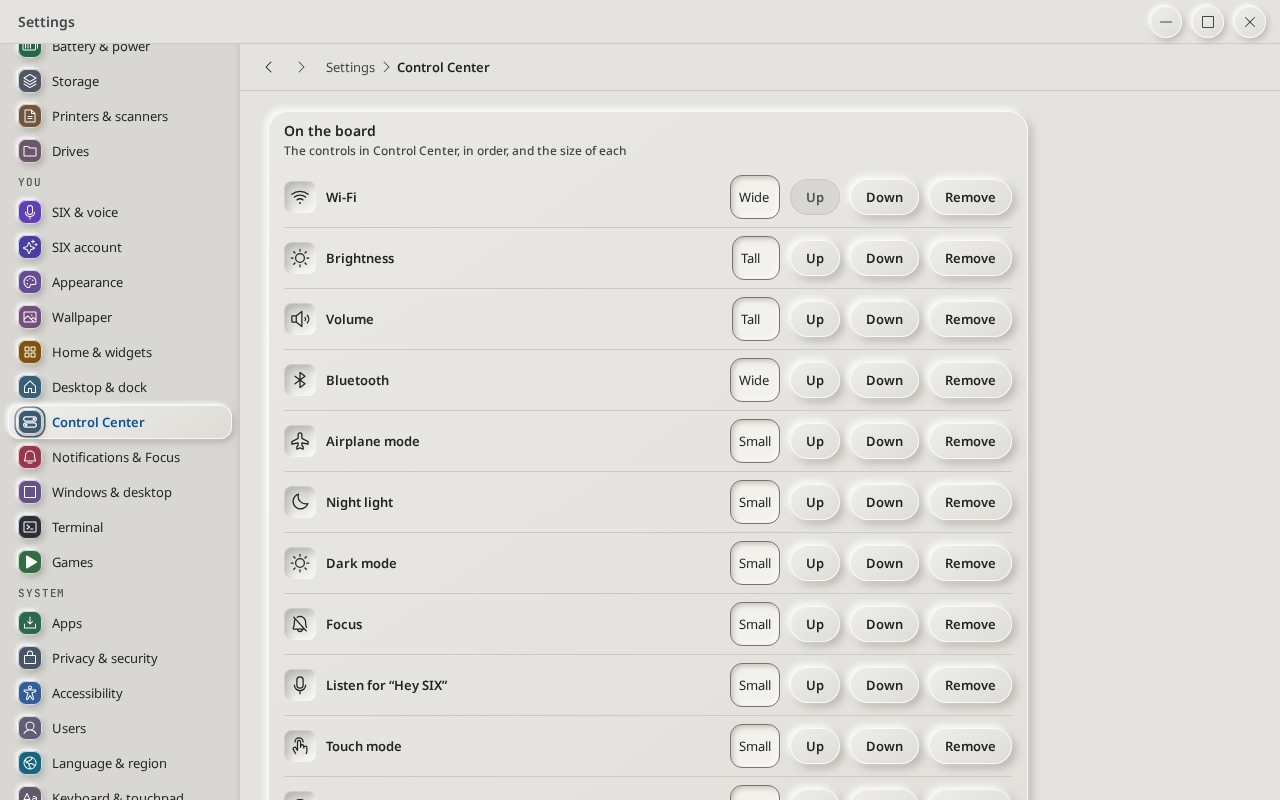 Settings
Battery & power
Storage
Printers & scanners
Drives
YOU
SIX & voice
SIX account
Appearance
Wallpaper
Home & widgets
Desktop & dock
Control Center
Notifications & Focus
Windows & desktop
Terminal
Games
SYSTEM
Apps
Privacy & security
Accessibility
Users
Language & region
Keyboard & touchpad
Settings Control Center
On the board
The controls in Control Center, in order, and the size of each
Wi-Fi Wide Up Down Remove
Brightness Tall Up Down Remove
Volume Tall Up Down Remove
Bluetooth Wide Up Down Remove
Airplane mode Small Up Down Remove
Night light Small Up Down Remove
Dark mode Small Up Down Remove
Focus Small Up Down Remove
Listen for “Hey SIX” Small Up Down Remove
Touch mode Small Up Down Remove